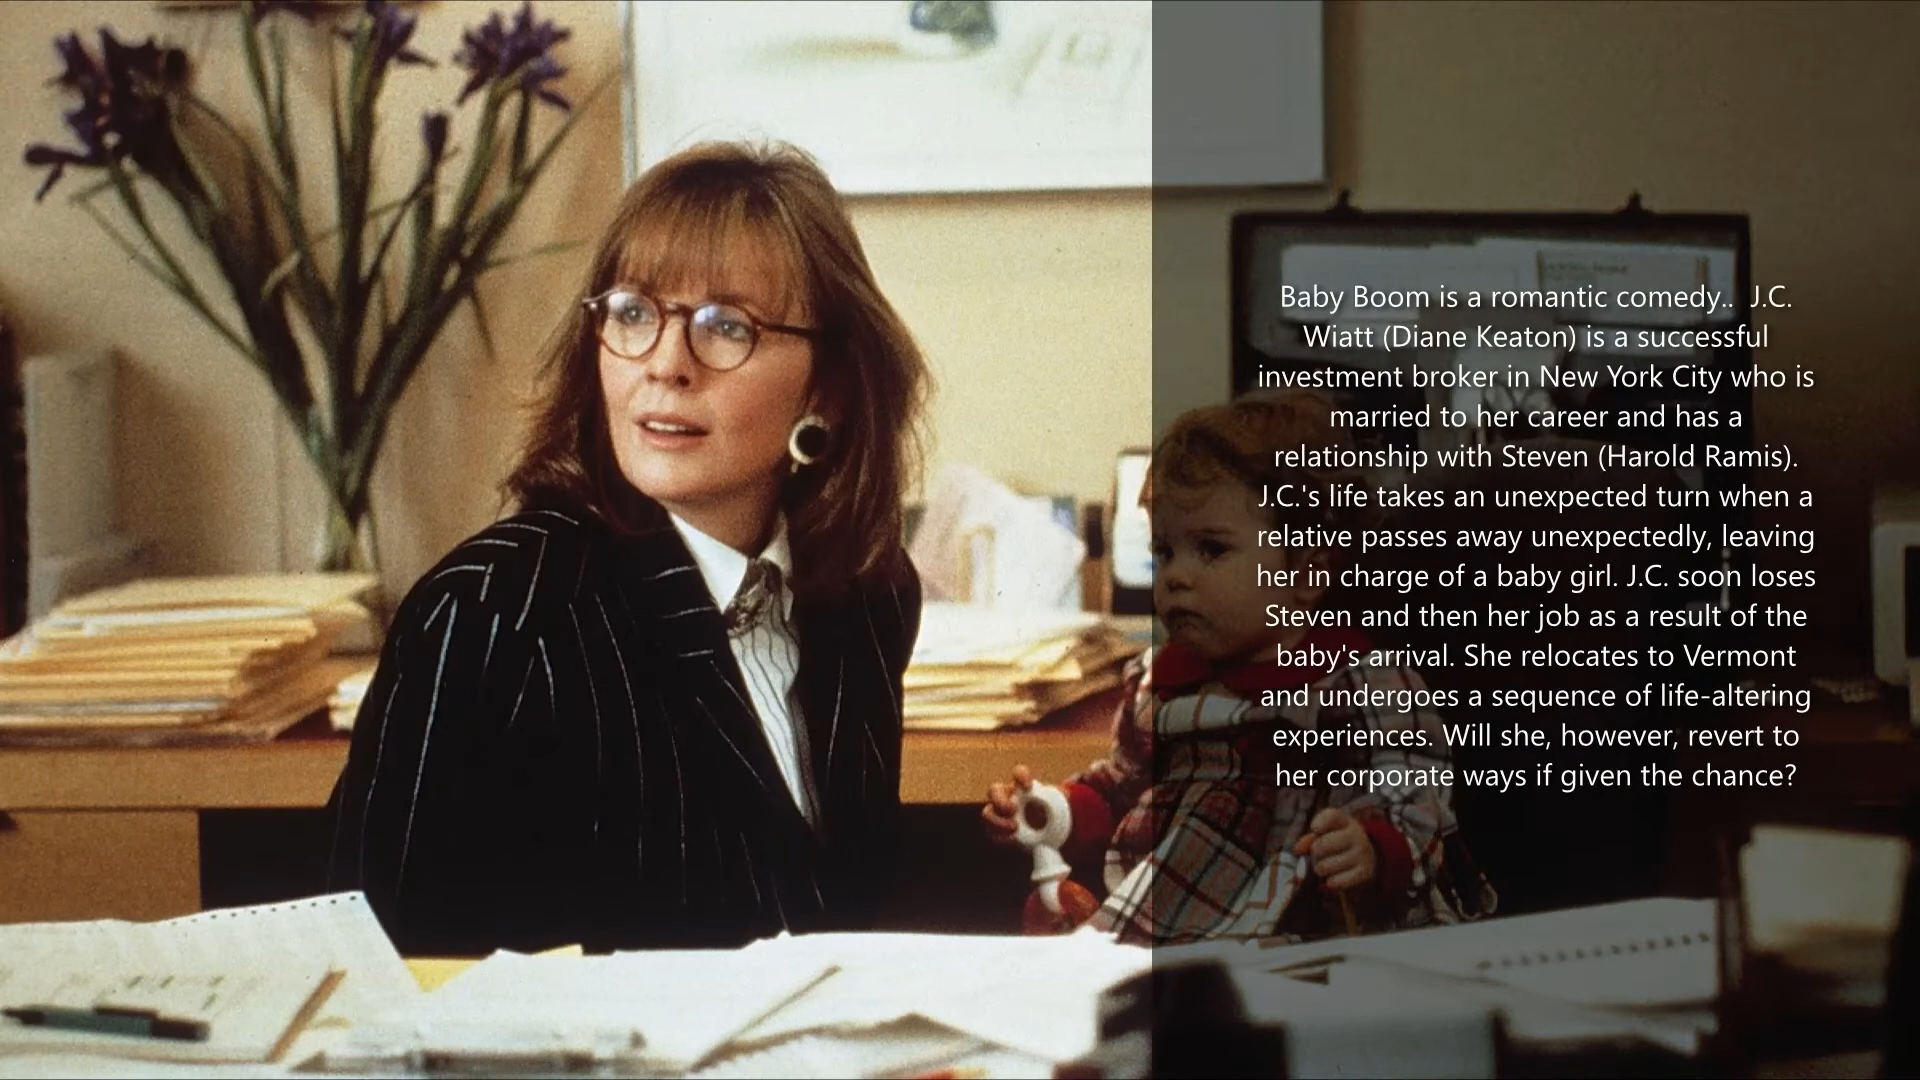 Baby Boom is a romantic comedy..  J.C.
Wiatt (Diane Keaton) is a successful
investment broker in New York City who is
married to her career and has a
relationship with Steven (Harold Ramis).
J.C.'s life takes an unexpected turn when a
relative passes away unexpectedly, leaving
her in charge of a baby girl. J.C. soon loses
Steven and then her job as a result of the
baby's arrival. She relocates to Vermont
and undergoes a sequence of life-altering
experiences. Will she, however, revert to
her corporate ways if given the chance?